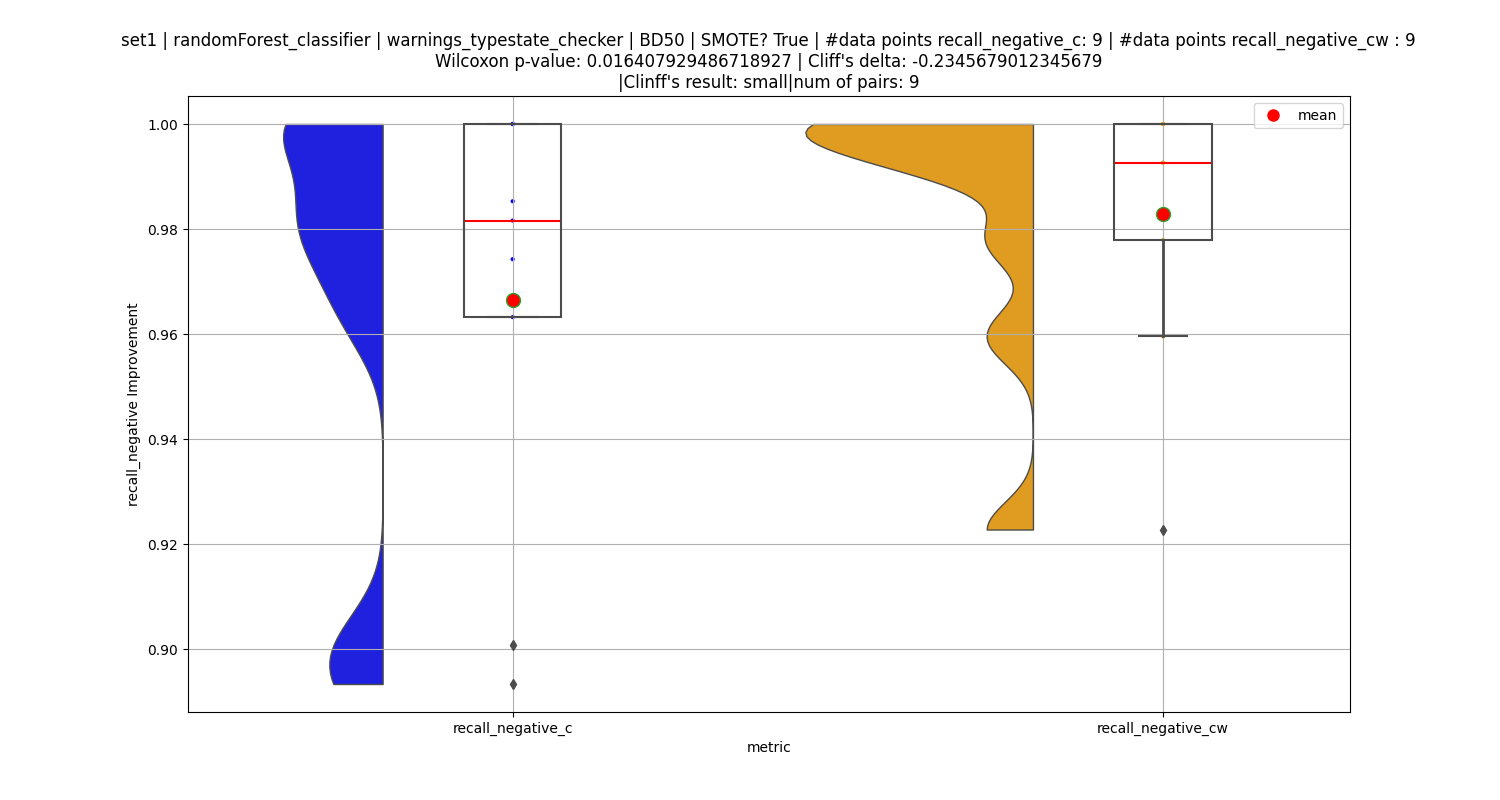 set1 | randomForest_classifier | warnings_typestate_checker | BD50 | SMOTE? True | #data points recall_negative_c: 9 | #data points recall_negative_cw : 9
Wilcoxon p-value: 0.016407929486718927 | Cliff's delta: -0.2345679012345679
|Clinff's result: small|num of pairs: 9
mean
1.00
0.98
0.96
0.94
0.92
0.90
recall_negative Improvement
recall_negative_c
recall_negative_cw
metric